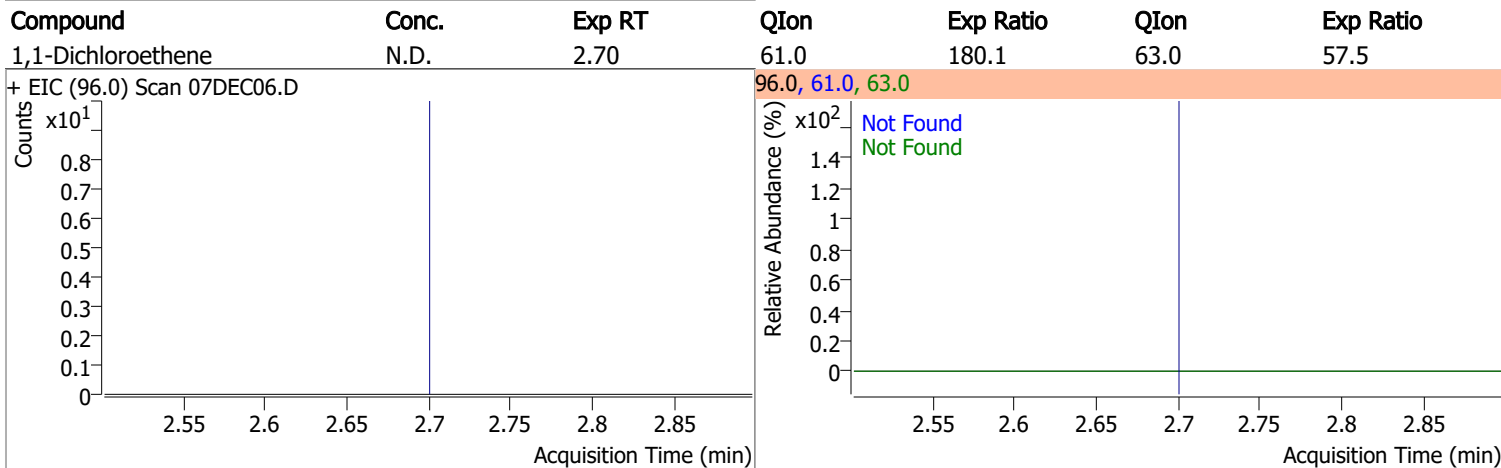 Compound Conc. Exp RT QIon Exp Ratio QIon Exp Ratio
1,1-Dichloroethene N.D. 2.70 61.0 180.1 63.0 57.5
+ EIC (96.0) Scan 07DEC06.D
Counts
x10¹
0.8
0.7
0.6
0.5
0.4
0.3
0.2
0.1
0
2.55 2.6 2.65 2.7 2.75 2.8 2.85
Acquisition Time (min)
96.0, 61.0, 63.0
Relative Abundance (%)
x10²
Not Found
Not Found
1.4
1.2
1
0.8
0.6
0.4
0.2
0
2.55 2.6 2.65 2.7 2.75 2.8 2.85
Acquisition Time (min)